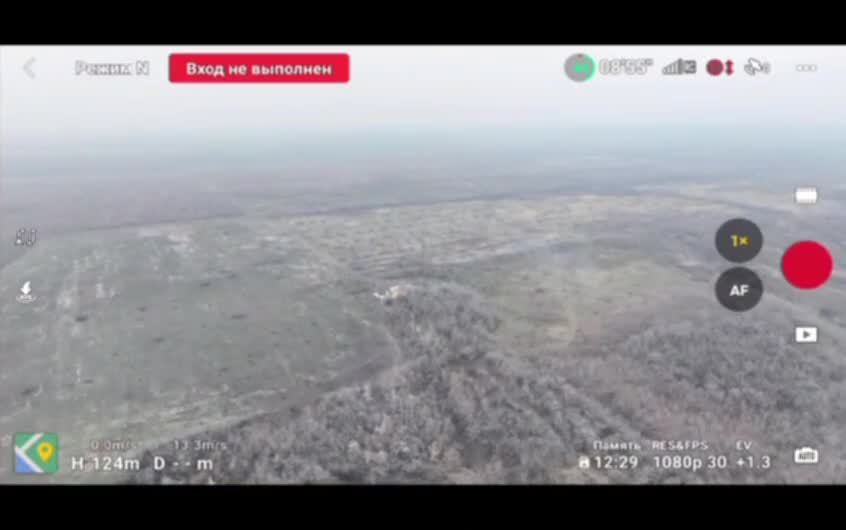 Режим N
Вход не выполнен
08'55"
1×
AF
0.0m/s 13.3m/s
H 124m D - - m
Память RES&FPS EV
12:29 1080p 30 +1.3
AUTO